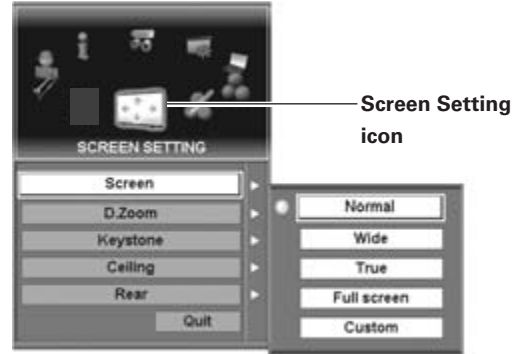 Screen Setting
icon
SCREEN SETTING
Screen
D.Zoom
Keystone
Ceiling
Rear
Quit
Normal
Wide
True
Full screen
Custom